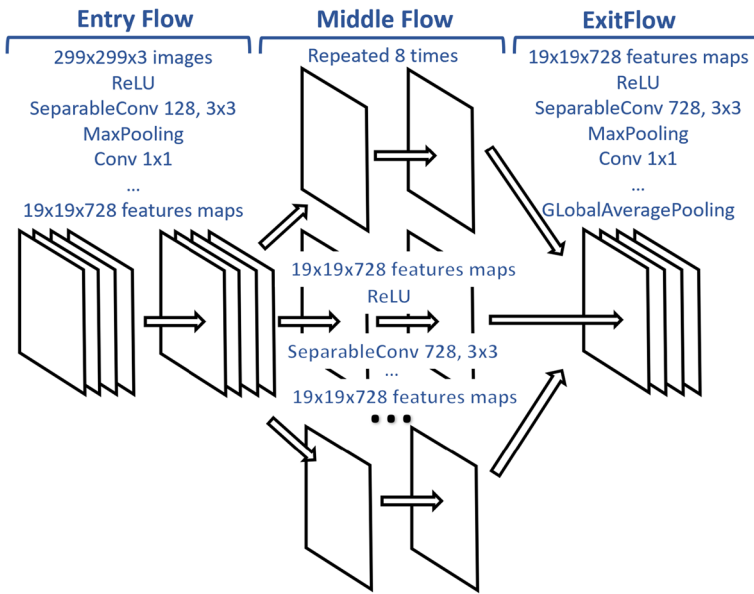 Entry Flow
299x299x3 images
ReLU
SeparableConv 128, 3x3
MaxPooling
Conv 1x1
...
19x19x728 features maps
Middle Flow
Repeated 8 times
19x19x728 features maps
ReLU
SeparableConv 728, 3x3
...
19x19x728 features maps
ExitFlow
19x19x728 features maps
ReLU
SeparableConv 728, 3x3
MaxPooling
Conv 1x1
...
GLobalAveragePooling